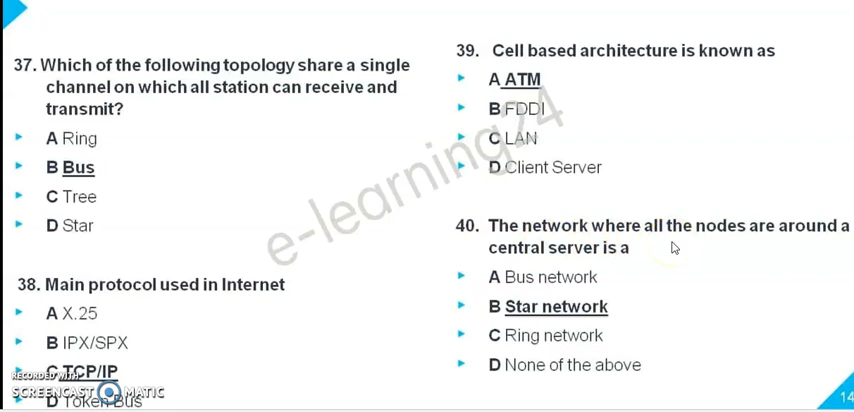 37. Which of the following topology share a single
channel on which all station can receive and
transmit?
A Ring
B Bus
C Tree
D Star
38. Main protocol used in Internet
A X.25
B IPX/SPX
C TCP/IP
D Token Bus
39. Cell based architecture is known as
A ATM
B FDDI
C LAN
D Client Server
40. The network where all the nodes are around a
central server is a
A Bus network
B Star network
C Ring network
D None of the above
e-learning24
RECORDED WITH
SCREENCAST MATIC
14